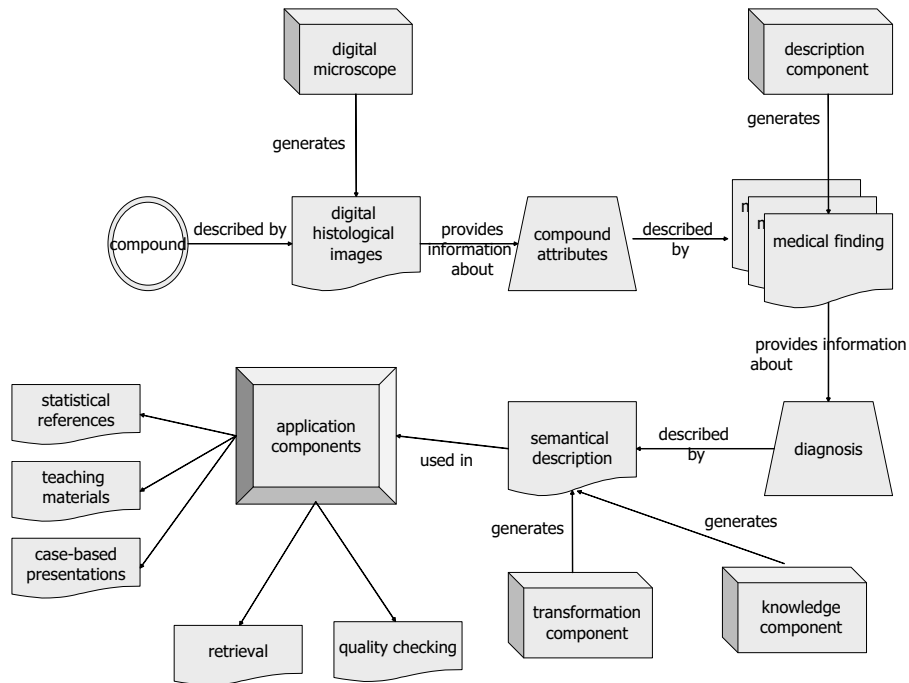 digital
microscope
description
component
generates
generates
compound
described by
digital
histological
images
provides
information
about
compound
attributes
described
by
n
n
medical finding
provides information
about
statistical
references
teaching
materials
case-based
presentations
application
components
used in
semantical
description
described
by
diagnosis
generates
generates
transformation
component
knowledge
component
retrieval
quality checking